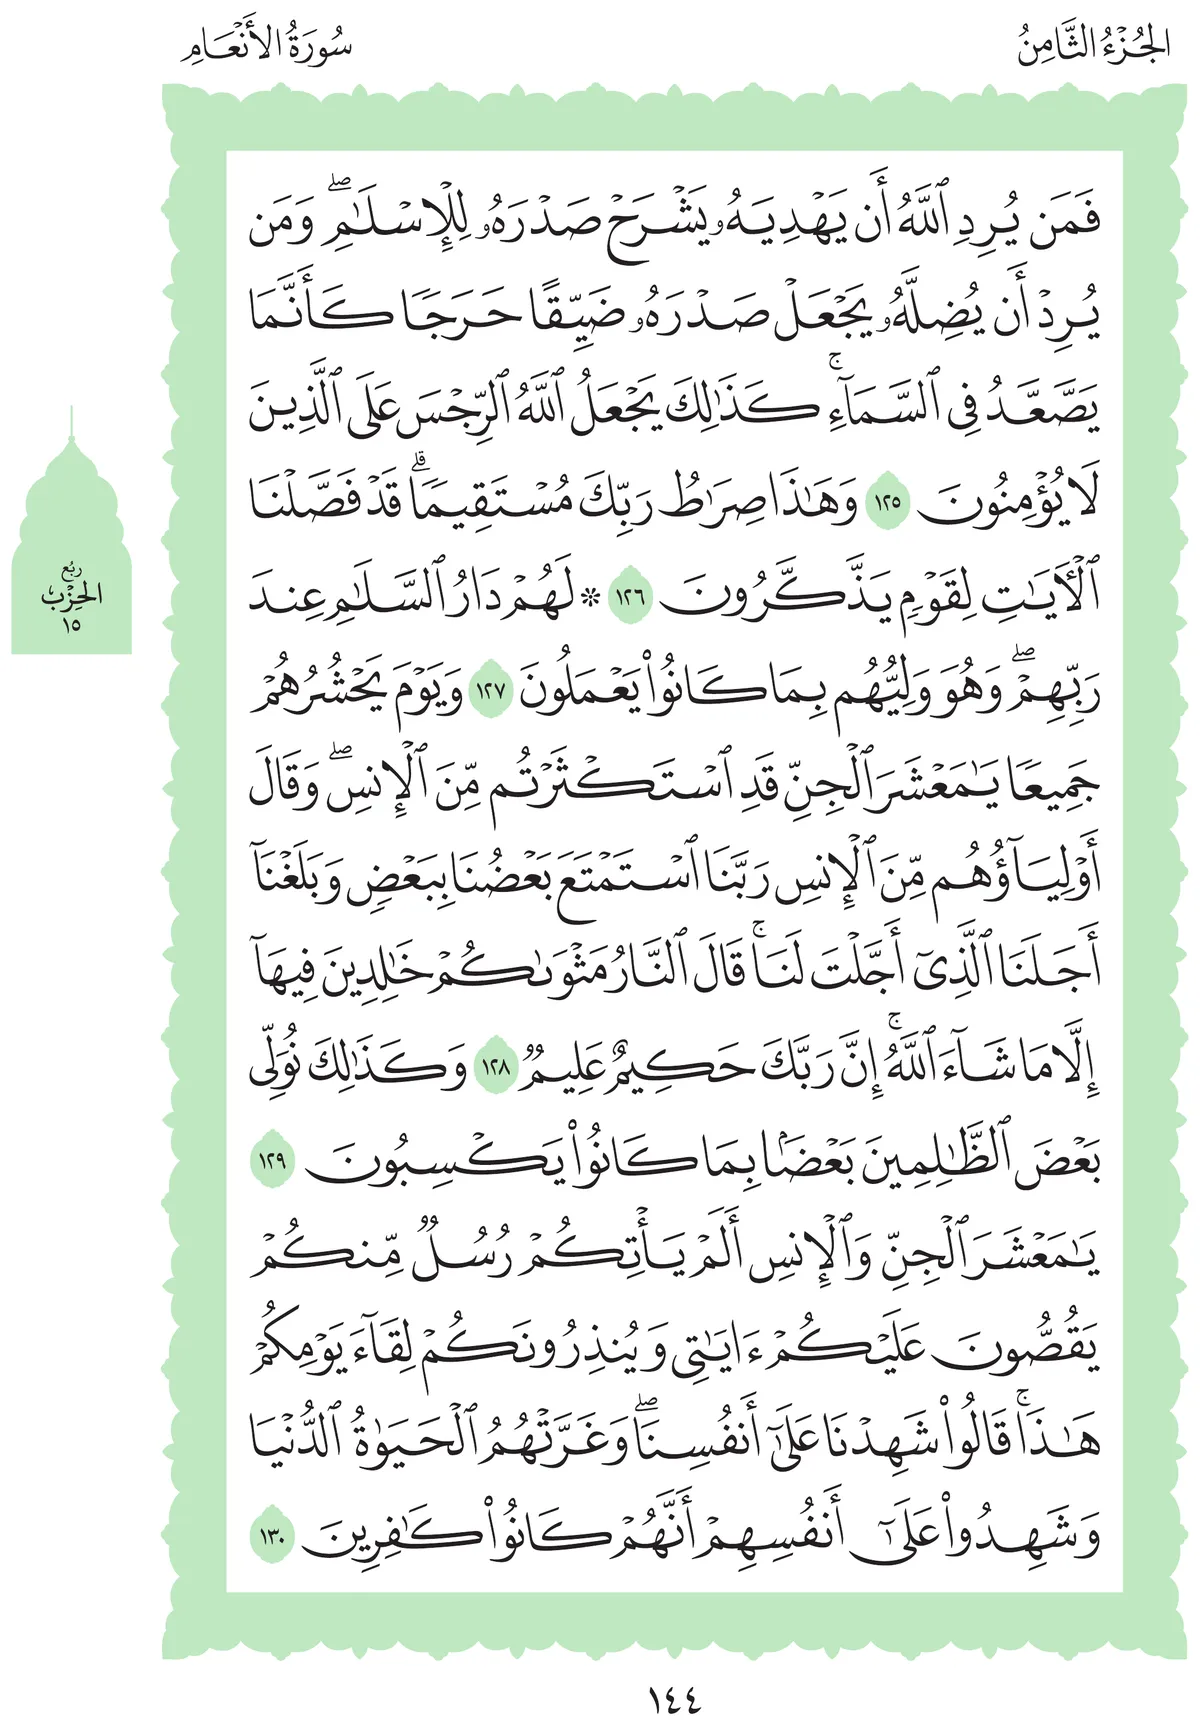 الجُزْءُ الثَّامِنُ
سُورَةُ الأَنْعَامِ
فَمَن يُرِدِ ٱللَّهُ أَن يَهْدِيَهُۥ يَشْرَحْ صَدْرَهُۥ لِلْإِسْلَٰمِۖ وَمَن
يُرِدْ أَن يُضِلَّهُۥ يَجْعَلْ صَدْرَهُۥ ضَيِّقًا حَرَجًا كَأَنَّمَا
يَصَّعَّدُ فِى ٱلسَّمَآءِۚ كَذَٰلِكَ يَجْعَلُ ٱللَّهُ ٱلرِّجْسَ عَلَى ٱلَّذِينَ
لَا يُؤْمِنُونَ ١٢٥ وَهَٰذَا صِرَٰطُ رَبِّكَ مُسْتَقِيمًاۗ قَدْ فَصَّلْنَا
ٱلْأٓيَٰتِ لِقَوْمٍ يَذَّكَّرُونَ ١٢٦ ۞ لَهُمْ دَارُ ٱلسَّلَٰمِ عِندَ
رَبِّهِمْۖ وَهُوَ وَلِيُّهُم بِمَا كَانُوا۟ يَعْمَلُونَ ١٢٧ وَيَوْمَ يَحْشُرُهُمْ
جَمِيعًا يَٰمَعْشَرَ ٱلْجِنِّ قَدِ ٱسْتَكْثَرْتُم مِّنَ ٱلْإِنسِۖ وَقَالَ
أَوْلِيَآؤُهُم مِّنَ ٱلْإِنسِ رَبَّنَا ٱسْتَمْتَعَ بَعْضُنَا بِبَعْضٍ وَبَلَغْنَآ
أَجَلَنَا ٱلَّذِىٓ أَجَّلْتَ لَنَاۚ قَالَ ٱلنَّارُ مَثْوَىٰكُمْ خَٰلِدِينَ فِيهَآ
إِلَّا مَا شَآءَ ٱللَّهُۚ إِنَّ رَبَّكَ حَكِيمٌ عَلِيمٌ ١٢٨ وَكَذَٰلِكَ نُوَلِّى
بَعْضَ ٱلظَّٰلِمِينَ بَعْضًۢا بِمَا كَانُوا۟ يَكْسِبُونَ ١٢٩
يَٰمَعْشَرَ ٱلْجِنِّ وَٱلْإِنسِ أَلَمْ يَأْتِكُمْ رُسُلٌ مِّنكُمْ
يَقُصُّونَ عَلَيْكُمْ ءَايَٰتِى وَيُنذِرُونَكُمْ لِقَآءَ يَوْمِكُمْ
هَٰذَاۚ قَالُوا۟ شَهِدْنَا عَلَىٰٓ أَنفُسِنَاۖ وَغَرَّتْهُمُ ٱلْحَيَوٰةُ ٱلدُّنْيَا
وَشَهِدُوا۟ عَلَىٰٓ أَنفُسِهِمْ أَنَّهُمْ كَانُوا۟ كَٰفِرِينَ ١٣٠
رُبْع
الحِزْب
١٥
١٤٤